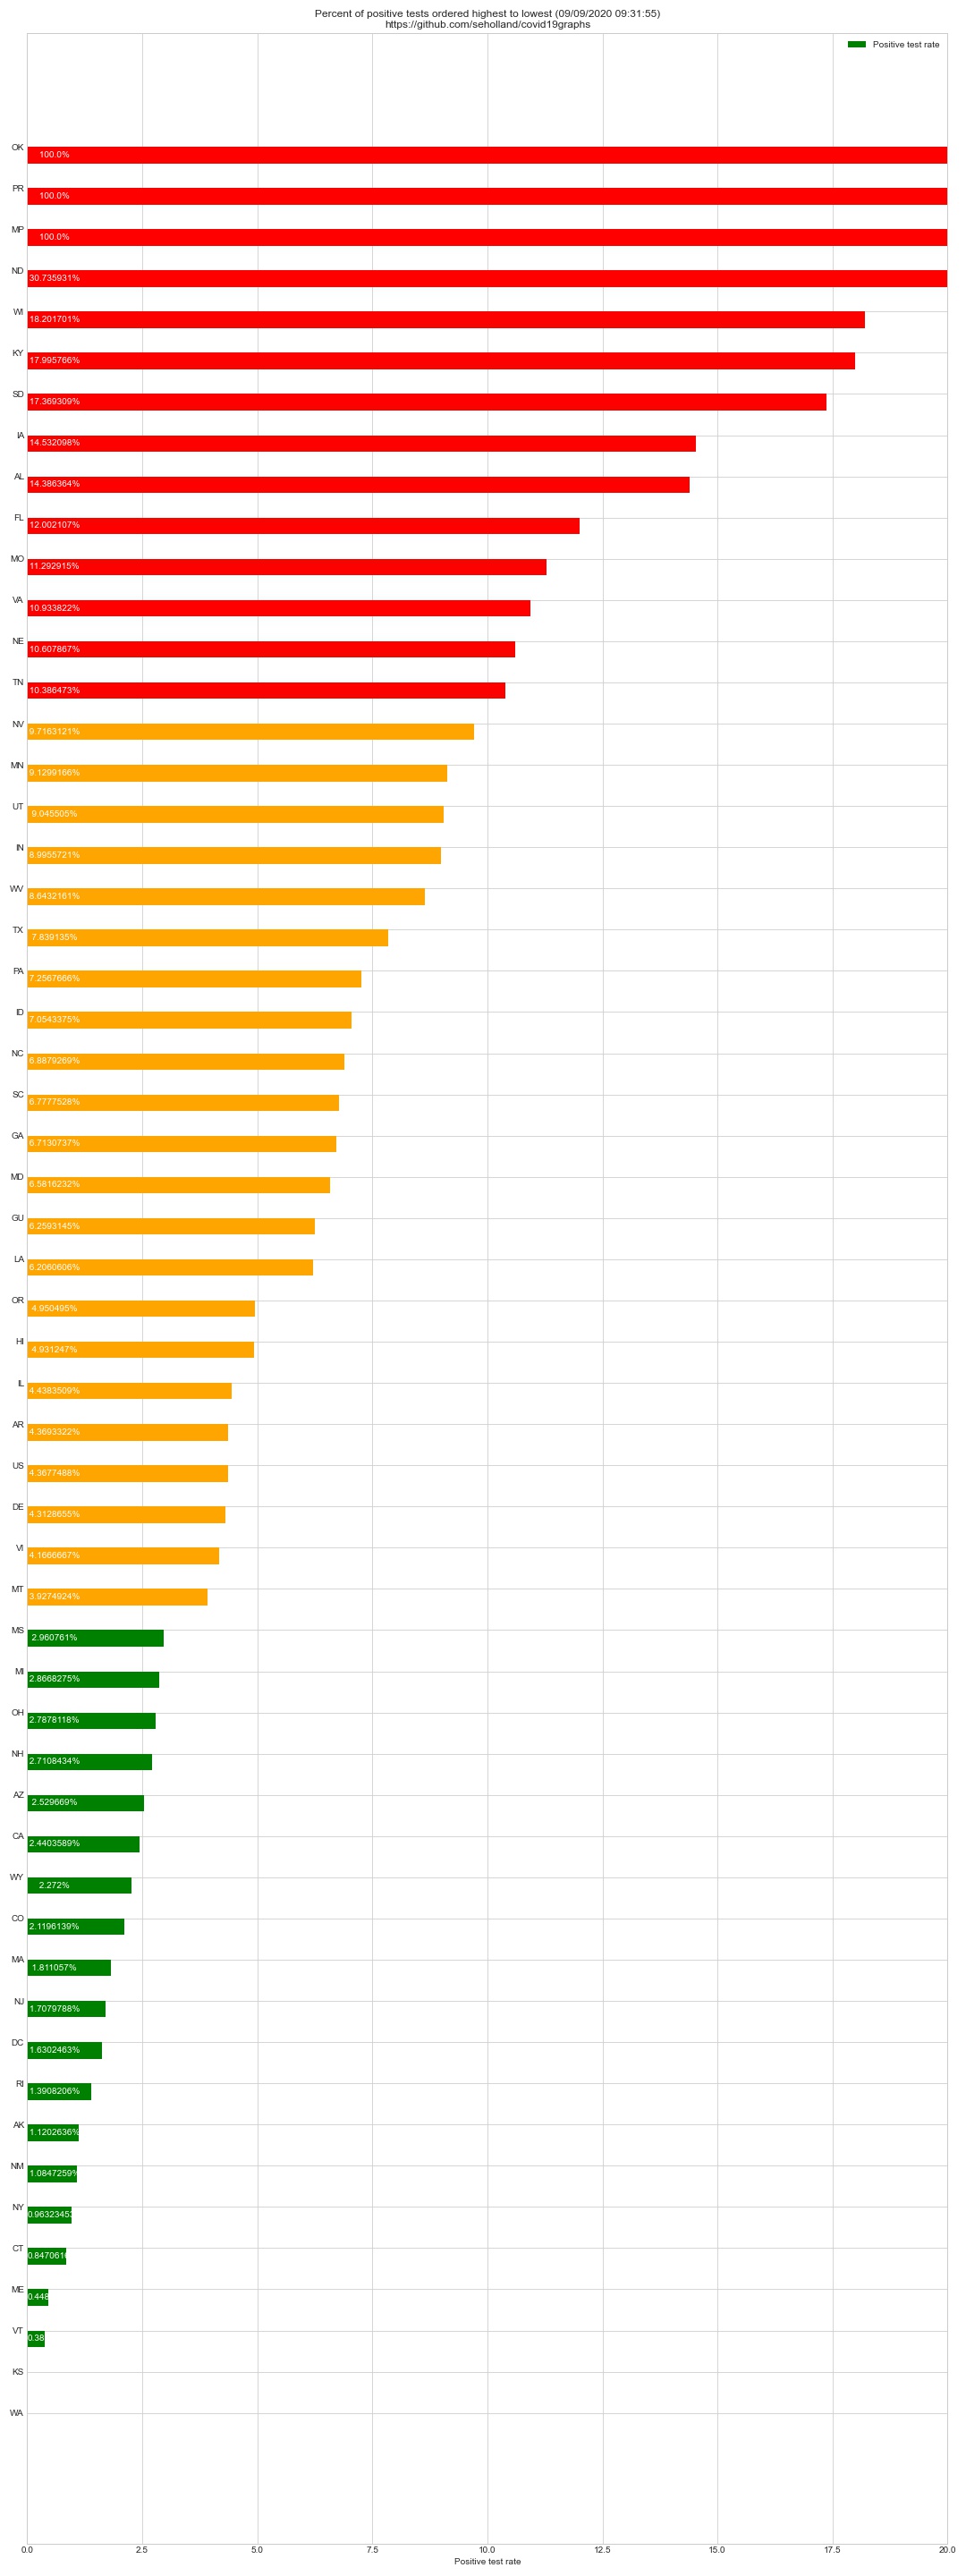 Percent of positive tests ordered highest to lowest (09/09/2020 09:31:55)
https://github.com/seholland/covid19graphs
Positive test rate
OK 100.0%
PR 100.0%
MP 100.0%
ND 30.735931%
WI 18.201701%
KY 17.995766%
SD 17.369309%
IA 14.532098%
AL 14.386364%
FL 12.002107%
MO 11.292915%
VA 10.933822%
NE 10.607867%
TN 10.386473%
NV 9.7163121%
MN 9.1299166%
UT 9.045505%
IN 8.9955721%
WV 8.6432161%
TX 7.839135%
PA 7.2567666%
ID 7.0543375%
NC 6.8879269%
SC 6.7777528%
GA 6.7130737%
MD 6.5816232%
GU 6.2593145%
LA 6.2060606%
OR 4.950495%
HI 4.931247%
IL 4.4383509%
AR 4.3693322%
US 4.3677488%
DE 4.3128655%
VI 4.1666667%
MT 3.9274924%
MS 2.960761%
MI 2.8668275%
OH 2.7878118%
NH 2.7108434%
AZ 2.529669%
CA 2.4403589%
WY 2.272%
CO 2.1196139%
MA 1.811057%
NJ 1.7079788%
DC 1.6302463%
RI 1.3908206%
AK 1.1202636%
NM 1.0847259%
NY
CT
ME 0.448
VT 0.38
KS
WA
0.0 2.5 5.0 7.5 10.0 12.5 15.0 17.5 20.0
Positive test rate